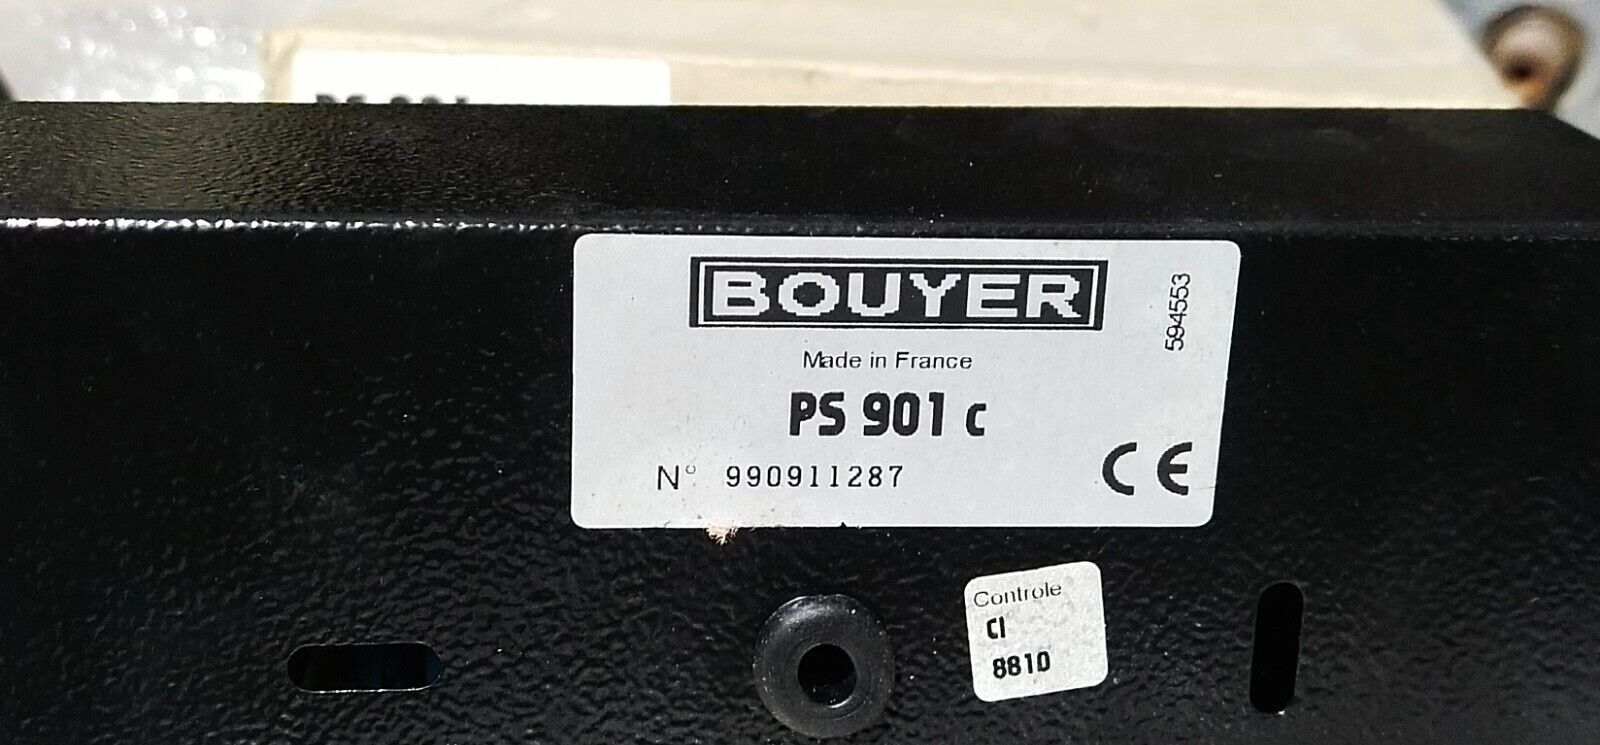 BOUYER
594553
Made in France
PS 901 c
N° 990911287
CE
Controle
CI
8810